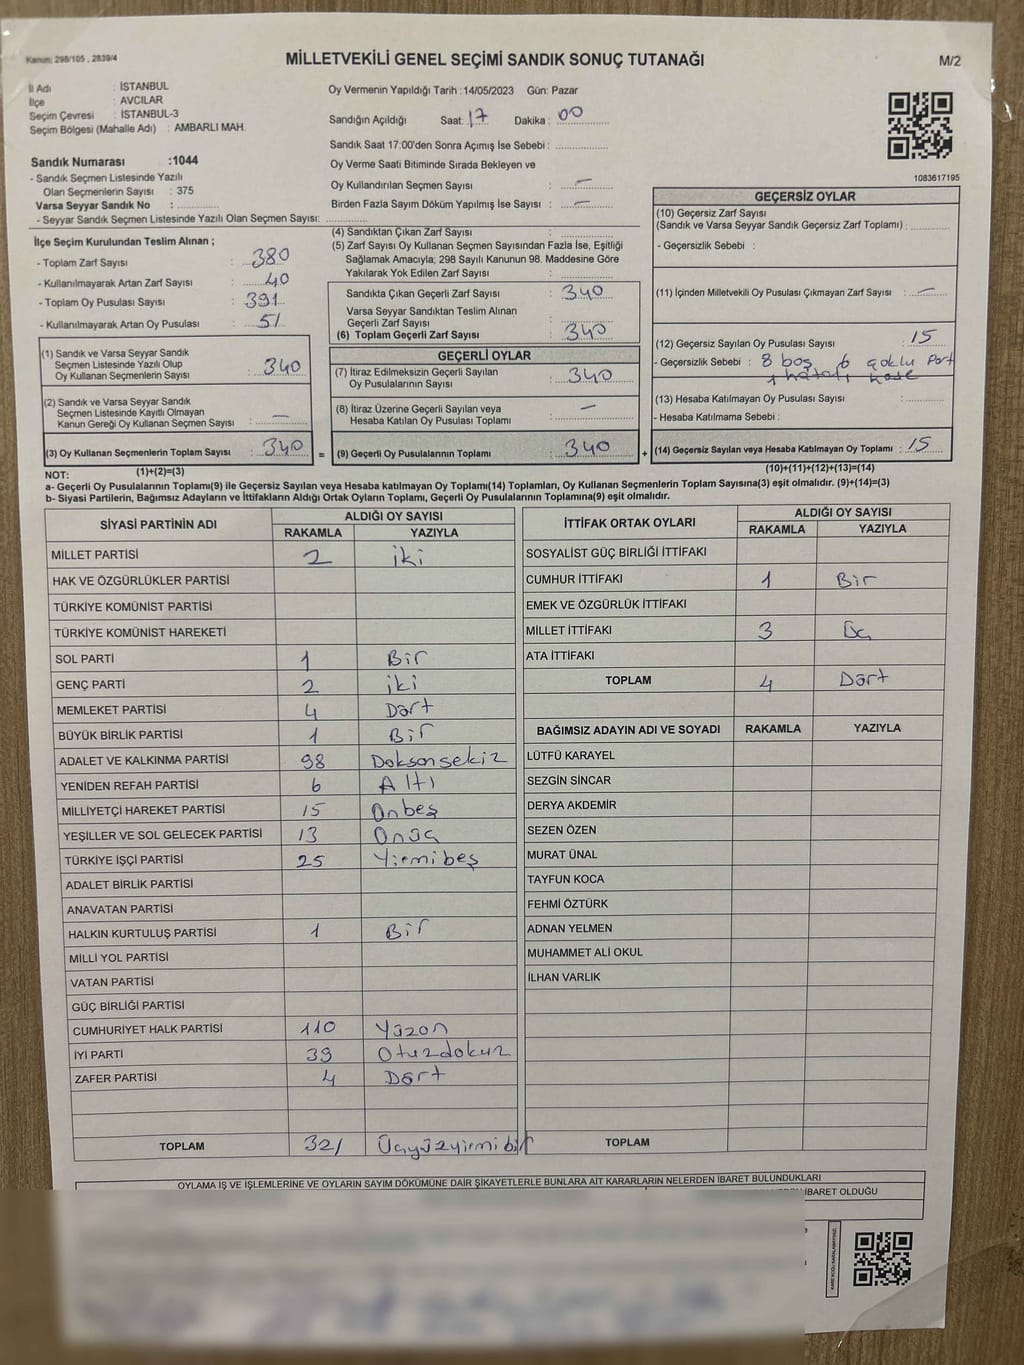 Kanun: 298/105 , 2839/4
MİLLETVEKİLİ GENEL SEÇİMİ SANDIK SONUÇ TUTANAĞI
M/2
İl Adı : İSTANBUL
İlçe : AVCILAR
Seçim Çevresi : İSTANBUL-3
Seçim Bölgesi (Mahalle Adı) : AMBARLI MAH.
Oy Vermenin Yapıldığı Tarih :14/05/2023 Gün: Pazar
Sandığın Açıldığı Saat: 17 Dakika : 00
Sandık Saat 17:00'den Sonra Açımış İse Sebebi :
Oy Verme Saati Bitiminde Sırada Bekleyen ve
Oy Kullandırılan Seçmen Sayısı : —
Birden Fazla Sayım Döküm Yapılmış İse Sayısı : —
Sandık Numarası :1044
- Sandık Seçmen Listesinde Yazılı
Olan Seçmenlerin Sayısı : 375
Varsa Seyyar Sandık No :
- Seyyar Sandık Seçmen Listesinde Yazılı Olan Seçmen Sayısı:
1083617195
İlçe Seçim Kurulundan Teslim Alınan ;
- Toplam Zarf Sayısı : 380
- Kullanılmayarak Artan Zarf Sayısı : 40
- Toplam Oy Pusulası Sayısı : 391
- Kullanılmayarak Artan Oy Pusulası : 51
(1) Sandık ve Varsa Seyyar Sandık
Seçmen Listesinde Yazılı Olup
Oy Kullanan Seçmenlerin Sayısı : 340
(2) Sandık ve Varsa Seyyar Sandık
Seçmen Listesinde Kayıtlı Olmayan
Kanun Gereği Oy Kullanan Seçmen Sayısı : —
(3) Oy Kullanan Seçmenlerin Toplam Sayısı : 340 =
(4) Sandıktan Çıkan Zarf Sayısı :
(5) Zarf Sayısı Oy Kullanan Seçmen Sayısından Fazla İse, Eşitliği
Sağlamak Amacıyla; 298 Sayılı Kanunun 98. Maddesine Göre
Yakılarak Yok Edilen Zarf Sayısı :
Sandıkta Çıkan Geçerli Zarf Sayısı : 340
Varsa Seyyar Sandıktan Teslim Alınan
Geçerli Zarf Sayısı :
(6) Toplam Geçerli Zarf Sayısı : 340
GEÇERLİ OYLAR
(7) İtiraz Edilmeksizin Geçerli Sayılan
Oy Pusulalarının Sayısı : 340
(8) İtiraz Üzerine Geçerli Sayılan veya
Hesaba Katılan Oy Pusulası Toplamı : —
(9) Geçerli Oy Pusulalarının Toplamı : 340 +
GEÇERSİZ OYLAR
(10) Geçersiz Zarf Sayısı
(Sandık ve Varsa Seyyar Sandık Geçersiz Zarf Toplamı) :
- Geçersizlik Sebebi :
(11) İçinden Milletvekili Oy Pusulası Çıkmayan Zarf Sayısı : —
(12) Geçersiz Sayılan Oy Pusulası Sayısı : 15
- Geçersizlik Sebebi : 8 boş 6 çoklu Part
1 hatalı kaşe
(13) Hesaba Katılmayan Oy Pusulası Sayısı :
- Hesaba Katılmama Sebebi :
(14) Geçersiz Sayılan veya Hesaba Katılmayan Oy Toplamı : 15
NOT: (1)+(2)=(3)
(10)+(11)+(12)+(13)=(14)
a- Geçerli Oy Pusulalarının Toplamı(9) ile Geçersiz Sayılan veya Hesaba katılmayan Oy Toplamı(14) Toplamları, Oy Kullanan Seçmenlerin Toplam Sayısına(3) eşit olmalıdır. (9)+(14)=(3)
b- Siyasi Partilerin, Bağımsız Adayların ve İttifakların Aldığı Ortak Oyların Toplamı, Geçerli Oy Pusulalarının Toplamına(9) eşit olmalıdır.
SİYASİ PARTİNİN ADI
ALDIĞI OY SAYISI
RAKAMLA YAZIYLA
MİLLET PARTİSİ 2 iki
HAK VE ÖZGÜRLÜKLER PARTİSİ
TÜRKİYE KOMÜNİST PARTİSİ
TÜRKİYE KOMÜNİST HAREKETİ
SOL PARTİ 1 Bir
GENÇ PARTİ 2 iki
MEMLEKET PARTİSİ 4 Dört
BÜYÜK BİRLİK PARTİSİ 1 Bir
ADALET VE KALKINMA PARTİSİ 98 Doksansekiz
YENİDEN REFAH PARTİSİ 6 Altı
MİLLİYETÇİ HAREKET PARTİSİ 15 Onbeş
YEŞİLLER VE SOL GELECEK PARTİSİ 13 Onüç
TÜRKİYE İŞÇİ PARTİSİ 25 Yirmibeş
ADALET BİRLİK PARTİSİ
ANAVATAN PARTİSİ
HALKIN KURTULUŞ PARTİSİ 1 Bir
MİLLİ YOL PARTİSİ
VATAN PARTİSİ
GÜÇ BİRLİĞİ PARTİSİ
CUMHURİYET HALK PARTİSİ 110 Yüzon
İYİ PARTİ 39 Otuzdokuz
ZAFER PARTİSİ 4 Dört
TOPLAM 321 Üçyüzyirmibir
İTTİFAK ORTAK OYLARI
ALDIĞI OY SAYISI
RAKAMLA YAZIYLA
SOSYALİST GÜÇ BİRLİĞİ İTTİFAKI
CUMHUR İTTİFAKI 1 Bir
EMEK VE ÖZGÜRLÜK İTTİFAKI
MİLLET İTTİFAKI 3 Üç
ATA İTTİFAKI
TOPLAM 4 Dört
BAĞIMSIZ ADAYIN ADI VE SOYADI RAKAMLA YAZIYLA
LÜTFÜ KARAYEL
SEZGİN SİNCAR
DERYA AKDEMİR
SEZEN ÖZEN
MURAT ÜNAL
TAYFUN KOCA
FEHMİ ÖZTÜRK
ADNAN YELMEN
MUHAMMET ALİ OKUL
İLHAN VARLIK
TOPLAM
OYLAMA İŞ VE İŞLEMLERİNE VE OYLARIN SAYIM DÖKÜMÜNE DAİR ŞİKAYETLERLE BUNLARA AİT KARARLARIN NELERDEN İBARET BULUNDUKLARI
İBARET OLDUĞU